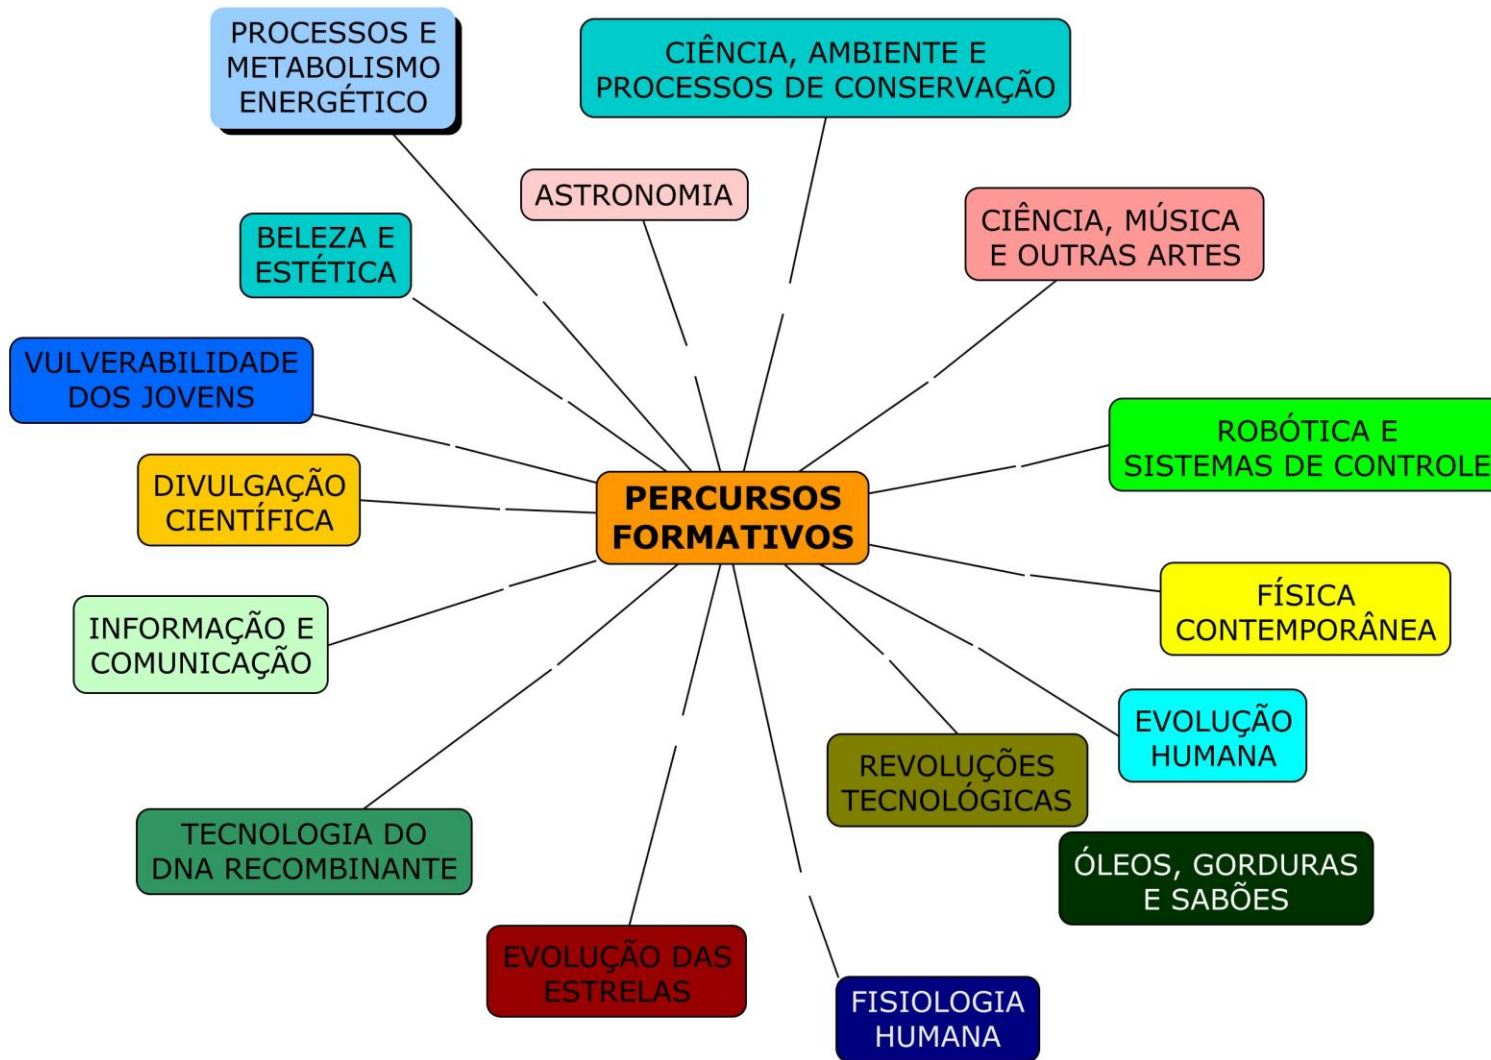 PROCESSOS E
METABOLISMO
ENERGÉTICO
CIÊNCIA, AMBIENTE E
PROCESSOS DE CONSERVAÇÃO
ASTRONOMIA
CIÊNCIA, MÚSICA
E OUTRAS ARTES
BELEZA E
ESTÉTICA
VULVERABILIDADE
DOS JOVENS
ROBÓTICA E
SISTEMAS DE CONTROLE
DIVULGAÇÃO
CIENTÍFICA
PERCURSOS
FORMATIVOS
FÍSICA
CONTEMPORÂNEA
INFORMAÇÃO E
COMUNICAÇÃO
EVOLUÇÃO
HUMANA
REVOLUÇÕES
TECNOLÓGICAS
TECNOLOGIA DO
DNA RECOMBINANTE
ÓLEOS, GORDURAS
E SABÕES
EVOLUÇÃO DAS
ESTRELAS
FISIOLOGIA
HUMANA